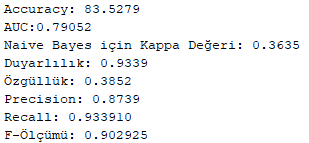 Accuracy: 83.5279
AUC:0.79052
Naive Bayes için Kappa Değeri: 0.3635
Duyarlılık: 0.9339
Özgüllük: 0.3852
Precision: 0.8739
Recall: 0.933910
F-Ölçümü: 0.902925